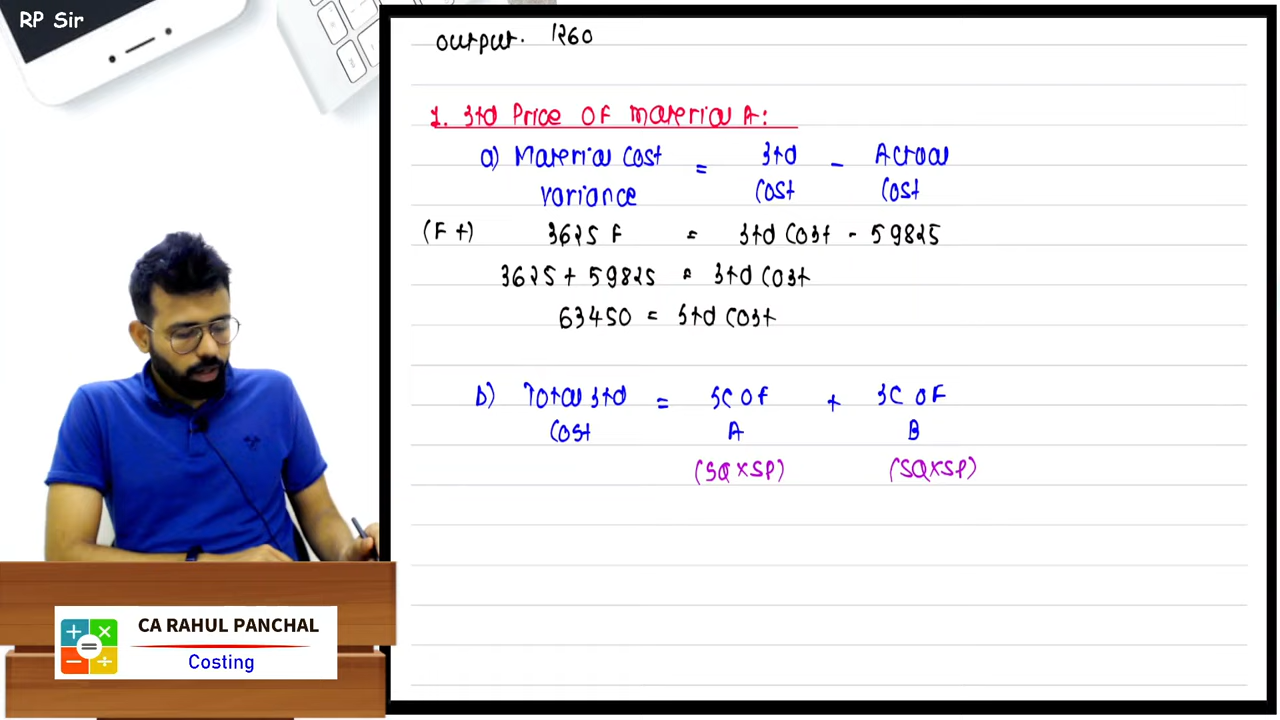 RP Sir
output. 1260
1. Std Price OF material A:
a) Material Cost variance = Std Cost - Actual Cost
(F +) 3625 F = Std Cost - 59825
3625 + 59825 = Std Cost
63450 = Std Cost
b) Total Std Cost = SC OF A + SC OF B
(SQ×SP) (SQ×SP)
CA RAHUL PANCHAL
Costing